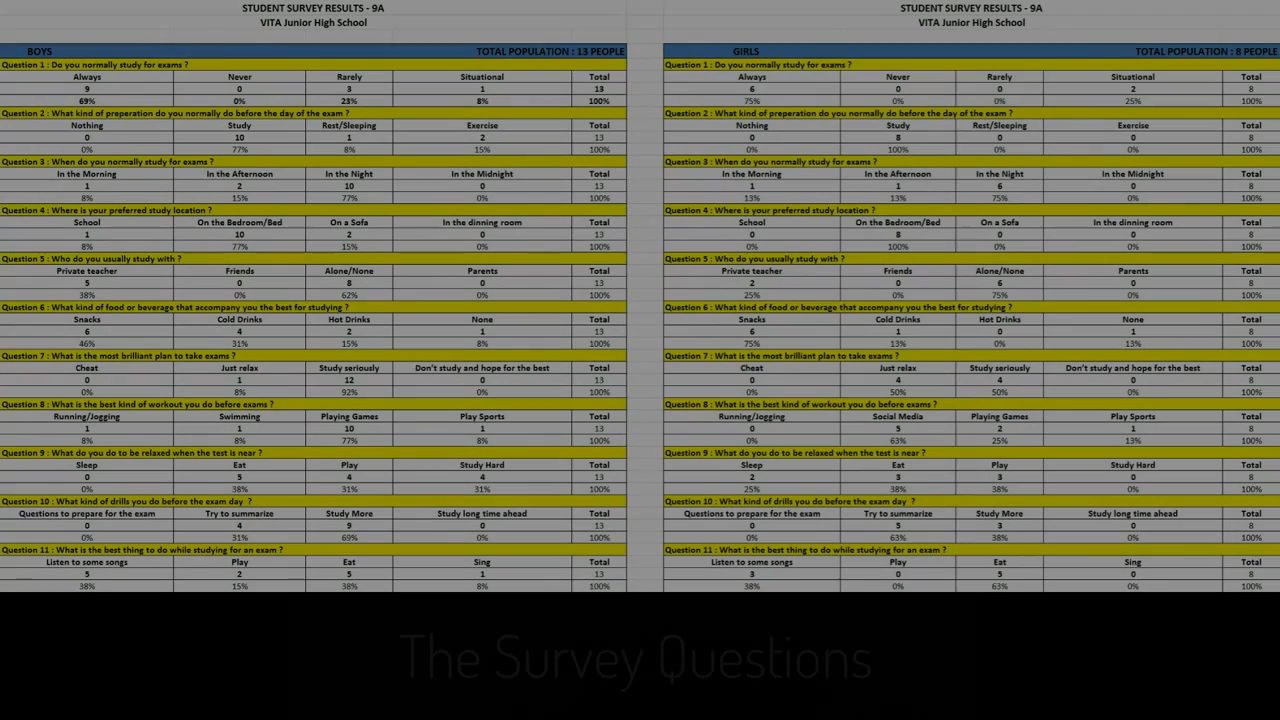 STUDENT SURVEY RESULTS - 9A
VITA Junior High School
BOYS TOTAL POPULATION : 13 PEOPLE
Question 1 : Do you normally study for exams ?
Always Never Rarely Situational Total
9 0 3 1 13
69% 0% 23% 8% 100%
Question 2 : What kind of preperation do you normally do before the day of the exam ?
Nothing Study Rest/Sleeping Exercise Total
0 10 1 2 13
0% 77% 8% 15% 100%
Question 3 : When do you normally study for exams ?
In the Morning In the Afternoon In the Night In the Midnight Total
1 2 10 0 13
8% 15% 77% 0% 100%
Question 4 : Where is your preferred study location ?
School On the Bedroom/Bed On a Sofa In the dinning room Total
1 10 2 0 13
8% 77% 15% 0% 100%
Question 5 : Who do you usually study with ?
Private teacher Friends Alone/None Parents Total
5 0 8 0 13
38% 0% 62% 0% 100%
Question 6 : What kind of food or beverage that accompany you the best for studying ?
Snacks Cold Drinks Hot Drinks None Total
6 4 2 1 13
46% 31% 15% 8% 100%
Question 7 : What is the most brilliant plan to take exams ?
Cheat Just relax Study seriously Don't study and hope for the best Total
0 1 12 0 13
0% 8% 92% 0% 100%
Question 8 : What is the best kind of workout you do before exams ?
Running/Jogging Swimming Playing Games Play Sports Total
1 1 10 1 13
8% 8% 77% 8% 100%
Question 9 : What do you do to be relaxed when the test is near ?
Sleep Eat Play Study Hard Total
0 5 4 4 13
0% 38% 31% 31% 100%
Question 10 : What kind of drills you do before the exam day ?
Questions to prepare for the exam Try to summarize Study More Study long time ahead Total
0 4 9 0 13
0% 31% 69% 0% 100%
Question 11 : What is the best thing to do while studying for an exam ?
Listen to some songs Play Eat Sing Total
5 2 5 1 13
38% 15% 38% 8% 100%
STUDENT SURVEY RESULTS - 9A
VITA Junior High School
GIRLS TOTAL POPULATION : 8 PEOPLE
Question 1 : Do you normally study for exams ?
Always Never Rarely Situational Total
6 0 0 2 8
75% 0% 0% 25% 100%
Question 2 : What kind of preperation do you normally do before the day of the exam ?
Nothing Study Rest/Sleeping Exercise Total
0 8 0 0 8
0% 100% 0% 0% 100%
Question 3 : When do you normally study for exams ?
In the Morning In the Afternoon In the Night In the Midnight Total
1 1 6 0 8
13% 13% 75% 0% 100%
Question 4 : Where is your preferred study location ?
School On the Bedroom/Bed On a Sofa In the dinning room Total
0 8 0 0 8
0% 100% 0% 0% 100%
Question 5 : Who do you usually study with ?
Private teacher Friends Alone/None Parents Total
2 0 6 0 8
25% 0% 75% 0% 100%
Question 6 : What kind of food or beverage that accompany you the best for studying ?
Snacks Cold Drinks Hot Drinks None Total
6 1 0 1 8
75% 13% 0% 13% 100%
Question 7 : What is the most brilliant plan to take exams ?
Cheat Just relax Study seriously Don't study and hope for the best Total
0 4 4 0 8
0% 50% 50% 0% 100%
Question 8 : What is the best kind of workout you do before exams ?
Running/Jogging Social Media Playing Games Play Sports Total
0 5 2 1 8
0% 63% 25% 13% 100%
Question 9 : What do you do to be relaxed when the test is near ?
Sleep Eat Play Study Hard Total
2 3 3 0 8
25% 38% 38% 0% 100%
Question 10 : What kind of drills you do before the exam day ?
Questions to prepare for the exam Try to summarize Study More Study long time ahead Total
0 5 3 0 8
0% 63% 38% 0% 100%
Question 11 : What is the best thing to do while studying for an exam ?
Listen to some songs Play Eat Sing Total
3 0 5 0 8
38% 0% 63% 0% 100%
The Survey Questions